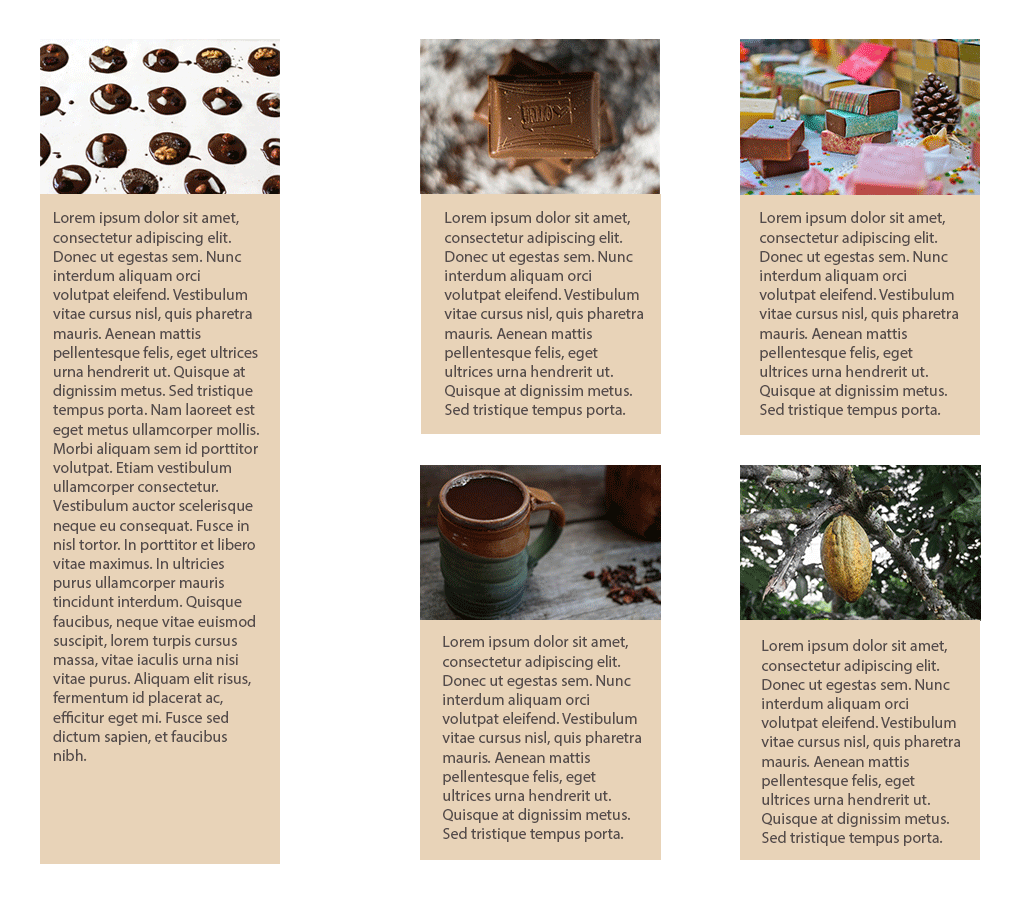 Lorem ipsum dolor sit amet,
consectetur adipiscing elit.
Donec ut egestas sem. Nunc
interdum aliquam orci
volutpat eleifend. Vestibulum
vitae cursus nisl, quis pharetra
mauris. Aenean mattis
pellentesque felis, eget ultrices
urna hendrerit ut. Quisque at
dignissim metus. Sed tristique
tempus porta. Nam laoreet est
eget metus ullamcorper mollis.
Morbi aliquam sem id porttitor
volutpat. Etiam vestibulum
ullamcorper consectetur.
Vestibulum auctor scelerisque
neque eu consequat. Fusce in
nisl tortor. In porttitor et libero
vitae maximus. In ultricies
purus ullamcorper mauris
tincidunt interdum. Quisque
faucibus, neque vitae euismod
suscipit, lorem turpis cursus
massa, vitae iaculis urna nisi
vitae purus. Aliquam elit risus,
fermentum id placerat ac,
efficitur eget mi. Fusce sed
dictum sapien, et faucibus
nibh.
HELLO
Lorem ipsum dolor sit amet,
consectetur adipiscing elit.
Donec ut egestas sem. Nunc
interdum aliquam orci
volutpat eleifend. Vestibulum
vitae cursus nisl, quis pharetra
mauris. Aenean mattis
pellentesque felis, eget
ultrices urna hendrerit ut.
Quisque at dignissim metus.
Sed tristique tempus porta.
Lorem ipsum dolor sit amet,
consectetur adipiscing elit.
Donec ut egestas sem. Nunc
interdum aliquam orci
volutpat eleifend. Vestibulum
vitae cursus nisl, quis pharetra
mauris. Aenean mattis
pellentesque felis, eget
ultrices urna hendrerit ut.
Quisque at dignissim metus.
Sed tristique tempus porta.
Lorem ipsum dolor sit amet,
consectetur adipiscing elit.
Donec ut egestas sem. Nunc
interdum aliquam orci
volutpat eleifend. Vestibulum
vitae cursus nisl, quis pharetra
mauris. Aenean mattis
pellentesque felis, eget
ultrices urna hendrerit ut.
Quisque at dignissim metus.
Sed tristique tempus porta.
Lorem ipsum dolor sit amet,
consectetur adipiscing elit.
Donec ut egestas sem. Nunc
interdum aliquam orci
volutpat eleifend. Vestibulum
vitae cursus nisl, quis pharetra
mauris. Aenean mattis
pellentesque felis, eget
ultrices urna hendrerit ut.
Quisque at dignissim metus.
Sed tristique tempus porta.